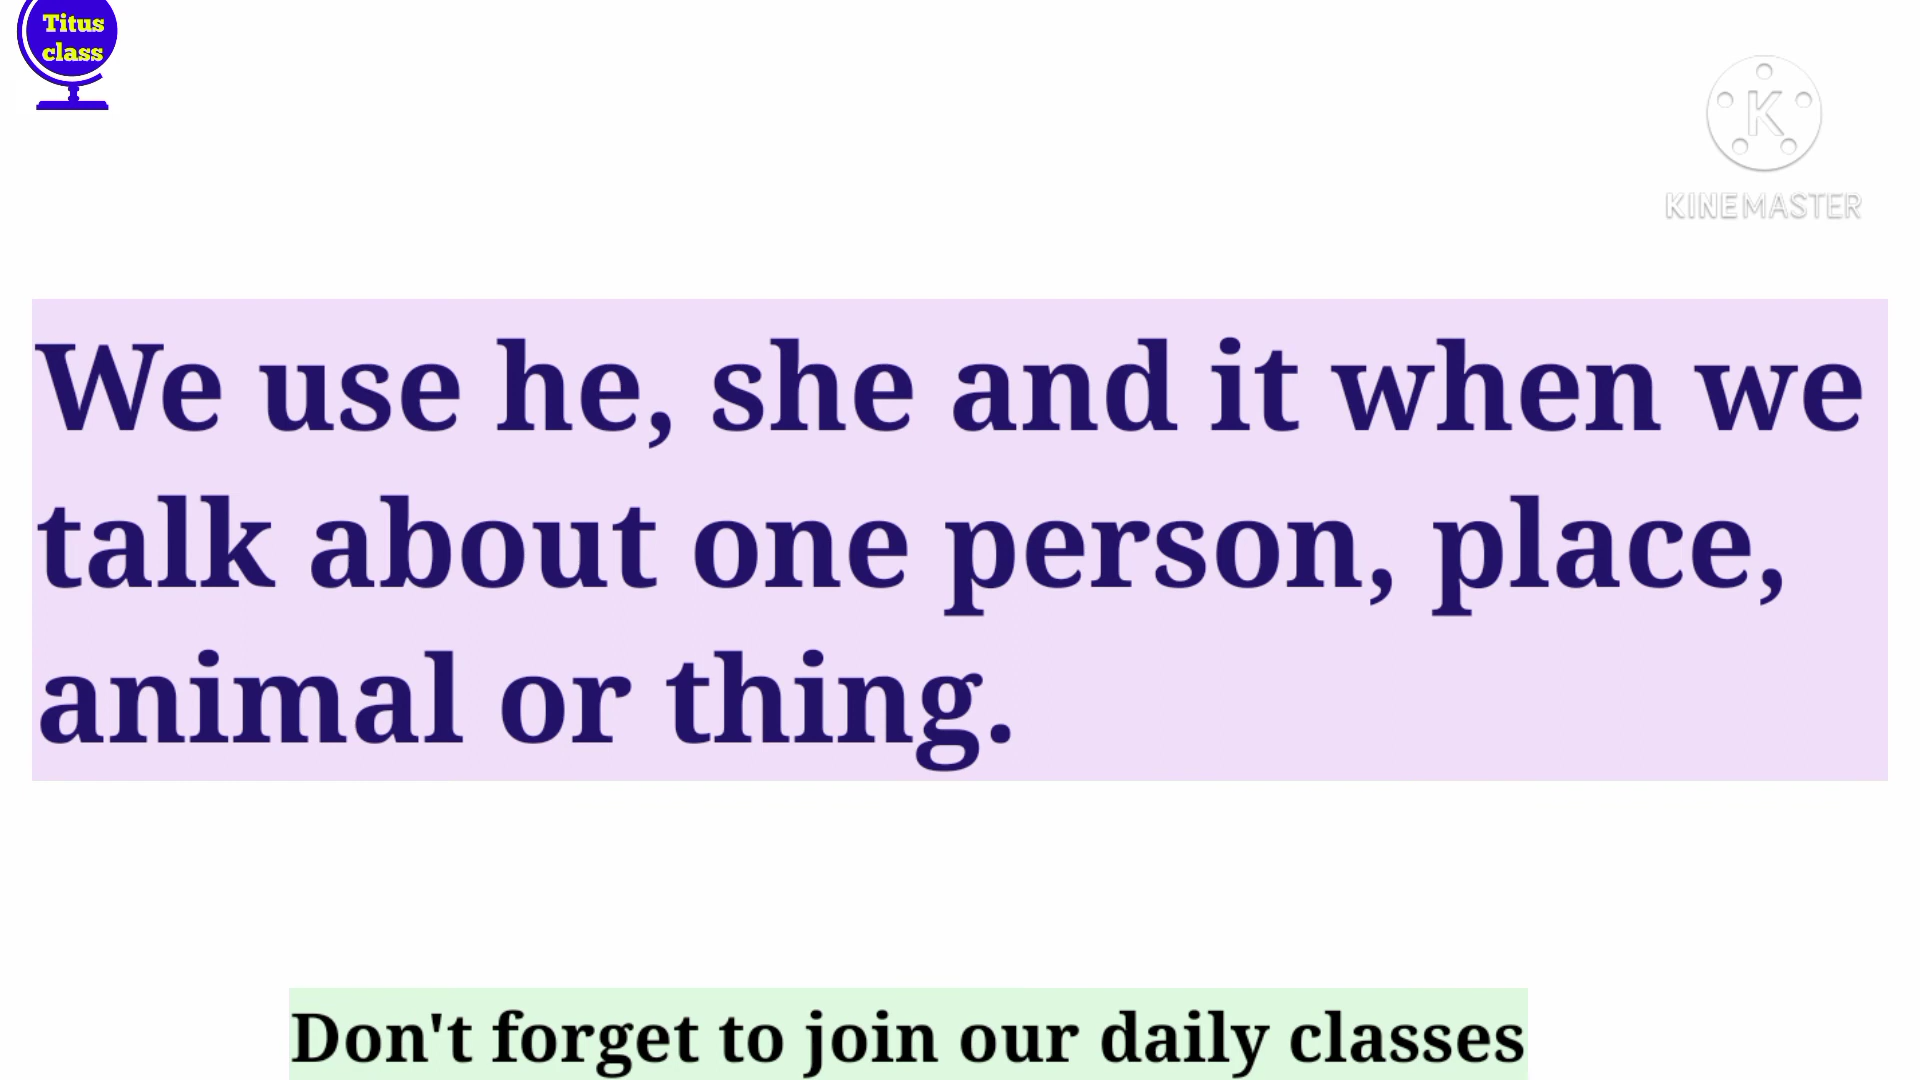 Titus
class
K
KINEMASTER
We use he, she and it when we
talk about one person, place,
animal or thing.
Don't forget to join our daily classes